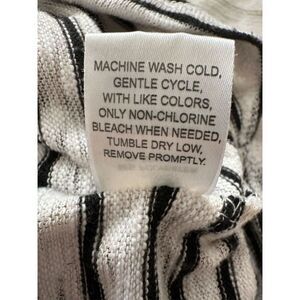 MACHINE WASH COLD,
GENTLE CYCLE,
WITH LIKE COLORS,
ONLY NON-CHLORINE
BLEACH WHEN NEEDED,
TUMBLE DRY LOW,
REMOVE PROMPTLY.